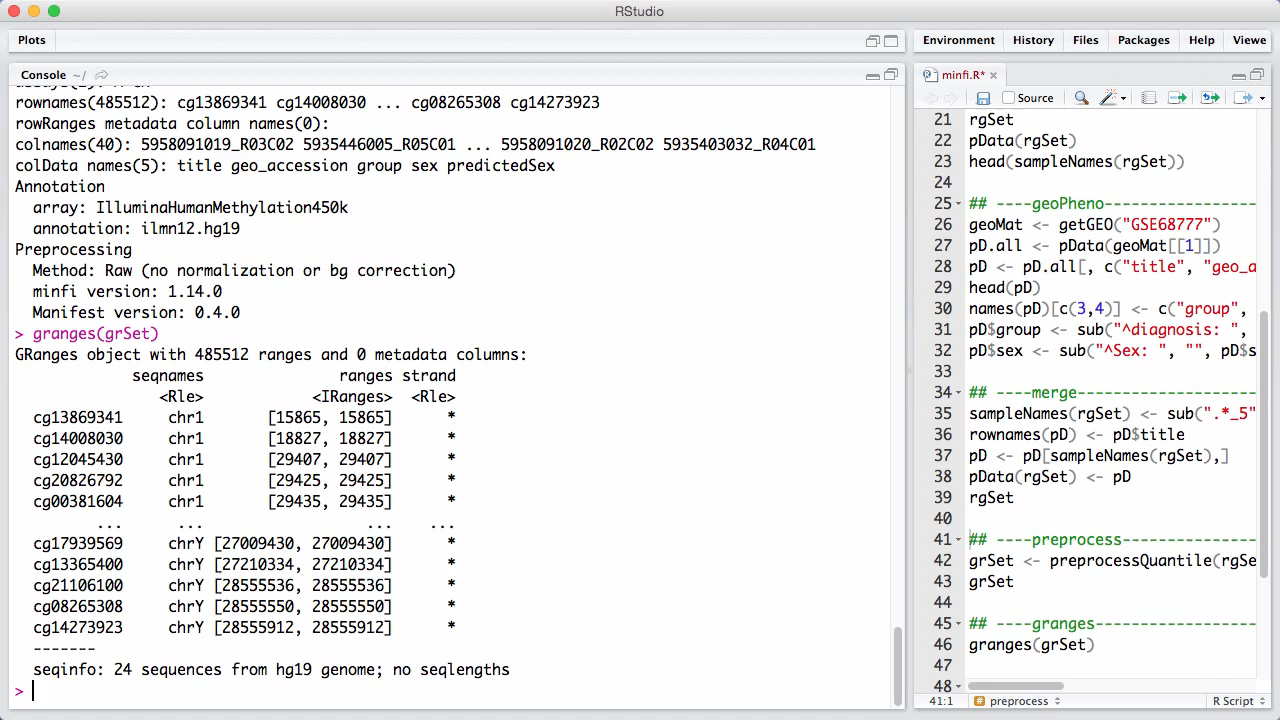 RStudio
Plots
Console ~/
rownames(485512): cg13869341 cg14008030 ... cg08265308 cg14273923
rowRanges metadata column names(0):
colnames(40): 5958091019_R03C02 5935446005_R05C01 ... 5958091020_R02C02 5935403032_R04C01
colData names(5): title geo_accession group sex predictedSex
Annotation
  array: IlluminaHumanMethylation450k
  annotation: ilmn12.hg19
Preprocessing
  Method: Raw (no normalization or bg correction)
  minfi version: 1.14.0
  Manifest version: 0.4.0
> granges(grSet)
GRanges object with 485512 ranges and 0 metadata columns:
             seqnames               ranges strand
                <Rle>            <IRanges>  <Rle>
  cg13869341     chr1       [15865, 15865]      *
  cg14008030     chr1       [18827, 18827]      *
  cg12045430     chr1       [29407, 29407]      *
  cg20826792     chr1       [29425, 29425]      *
  cg00381604     chr1       [29435, 29435]      *
         ...      ...                  ...    ...
  cg17939569     chrY [27009430, 27009430]      *
  cg13365400     chrY [27210334, 27210334]      *
  cg21106100     chrY [28555536, 28555536]      *
  cg08265308     chrY [28555550, 28555550]      *
  cg14273923     chrY [28555912, 28555912]      *
  -------
  seqinfo: 24 sequences from hg19 genome; no seqlengths
>
Environment History Files Packages Help Viewe
minfi.R*
Source
21 rgSet
22 pData(rgSet)
23 head(sampleNames(rgSet))
24
25 ## ----geoPheno-----------------
26 geoMat <- getGEO("GSE68777")
27 pD.all <- pData(geoMat[[1]])
28 pD <- pD.all[, c("title", "geo_a
29 head(pD)
30 names(pD)[c(3,4)] <- c("group",
31 pD$group <- sub("^diagnosis: ",
32 pD$sex <- sub("^Sex: ", "", pD$s
33
34 ## ----merge--------------------
35 sampleNames(rgSet) <- sub(".*_5"
36 rownames(pD) <- pD$title
37 pD <- pD[sampleNames(rgSet),]
38 pData(rgSet) <- pD
39 rgSet
40
41 ## ----preprocess---------------
42 grSet <- preprocessQuantile(rgSe
43 grSet
44
45 ## ----granges------------------
46 granges(grSet)
47
48
41:1 # preprocess R Script